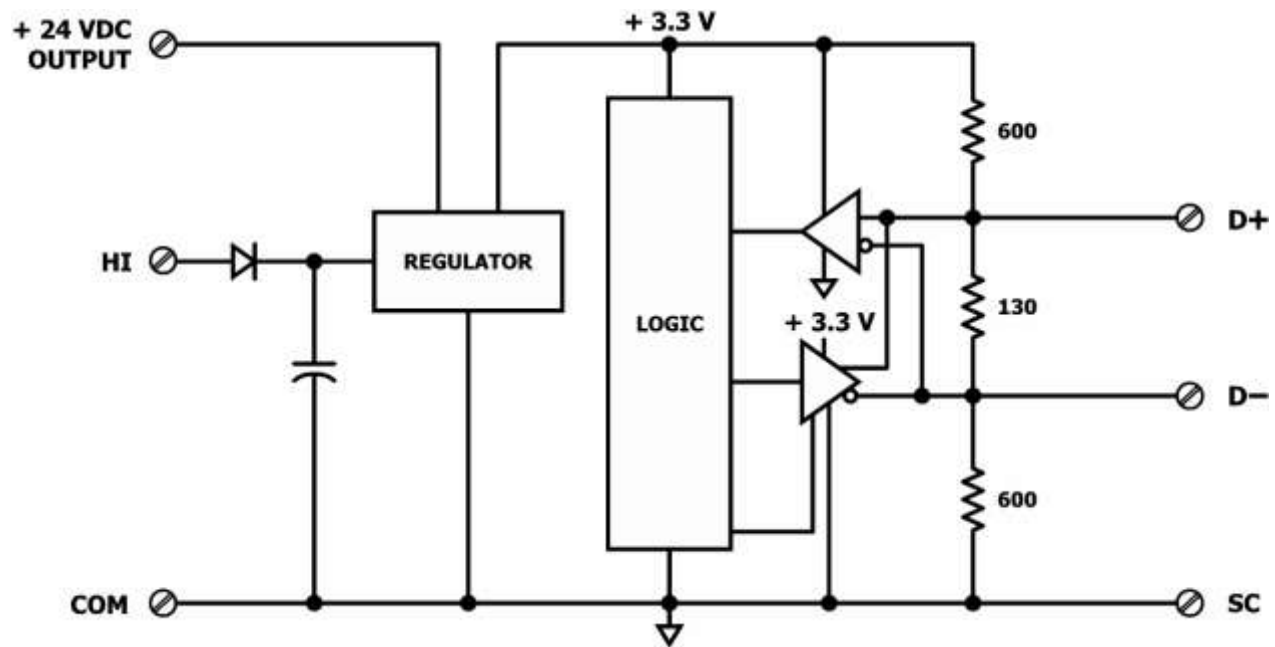 + 24 VDC
OUTPUT
+ 3.3 V
600
D+
HI
REGULATOR
130
LOGIC
+ 3.3 V
D−
600
COM
SC